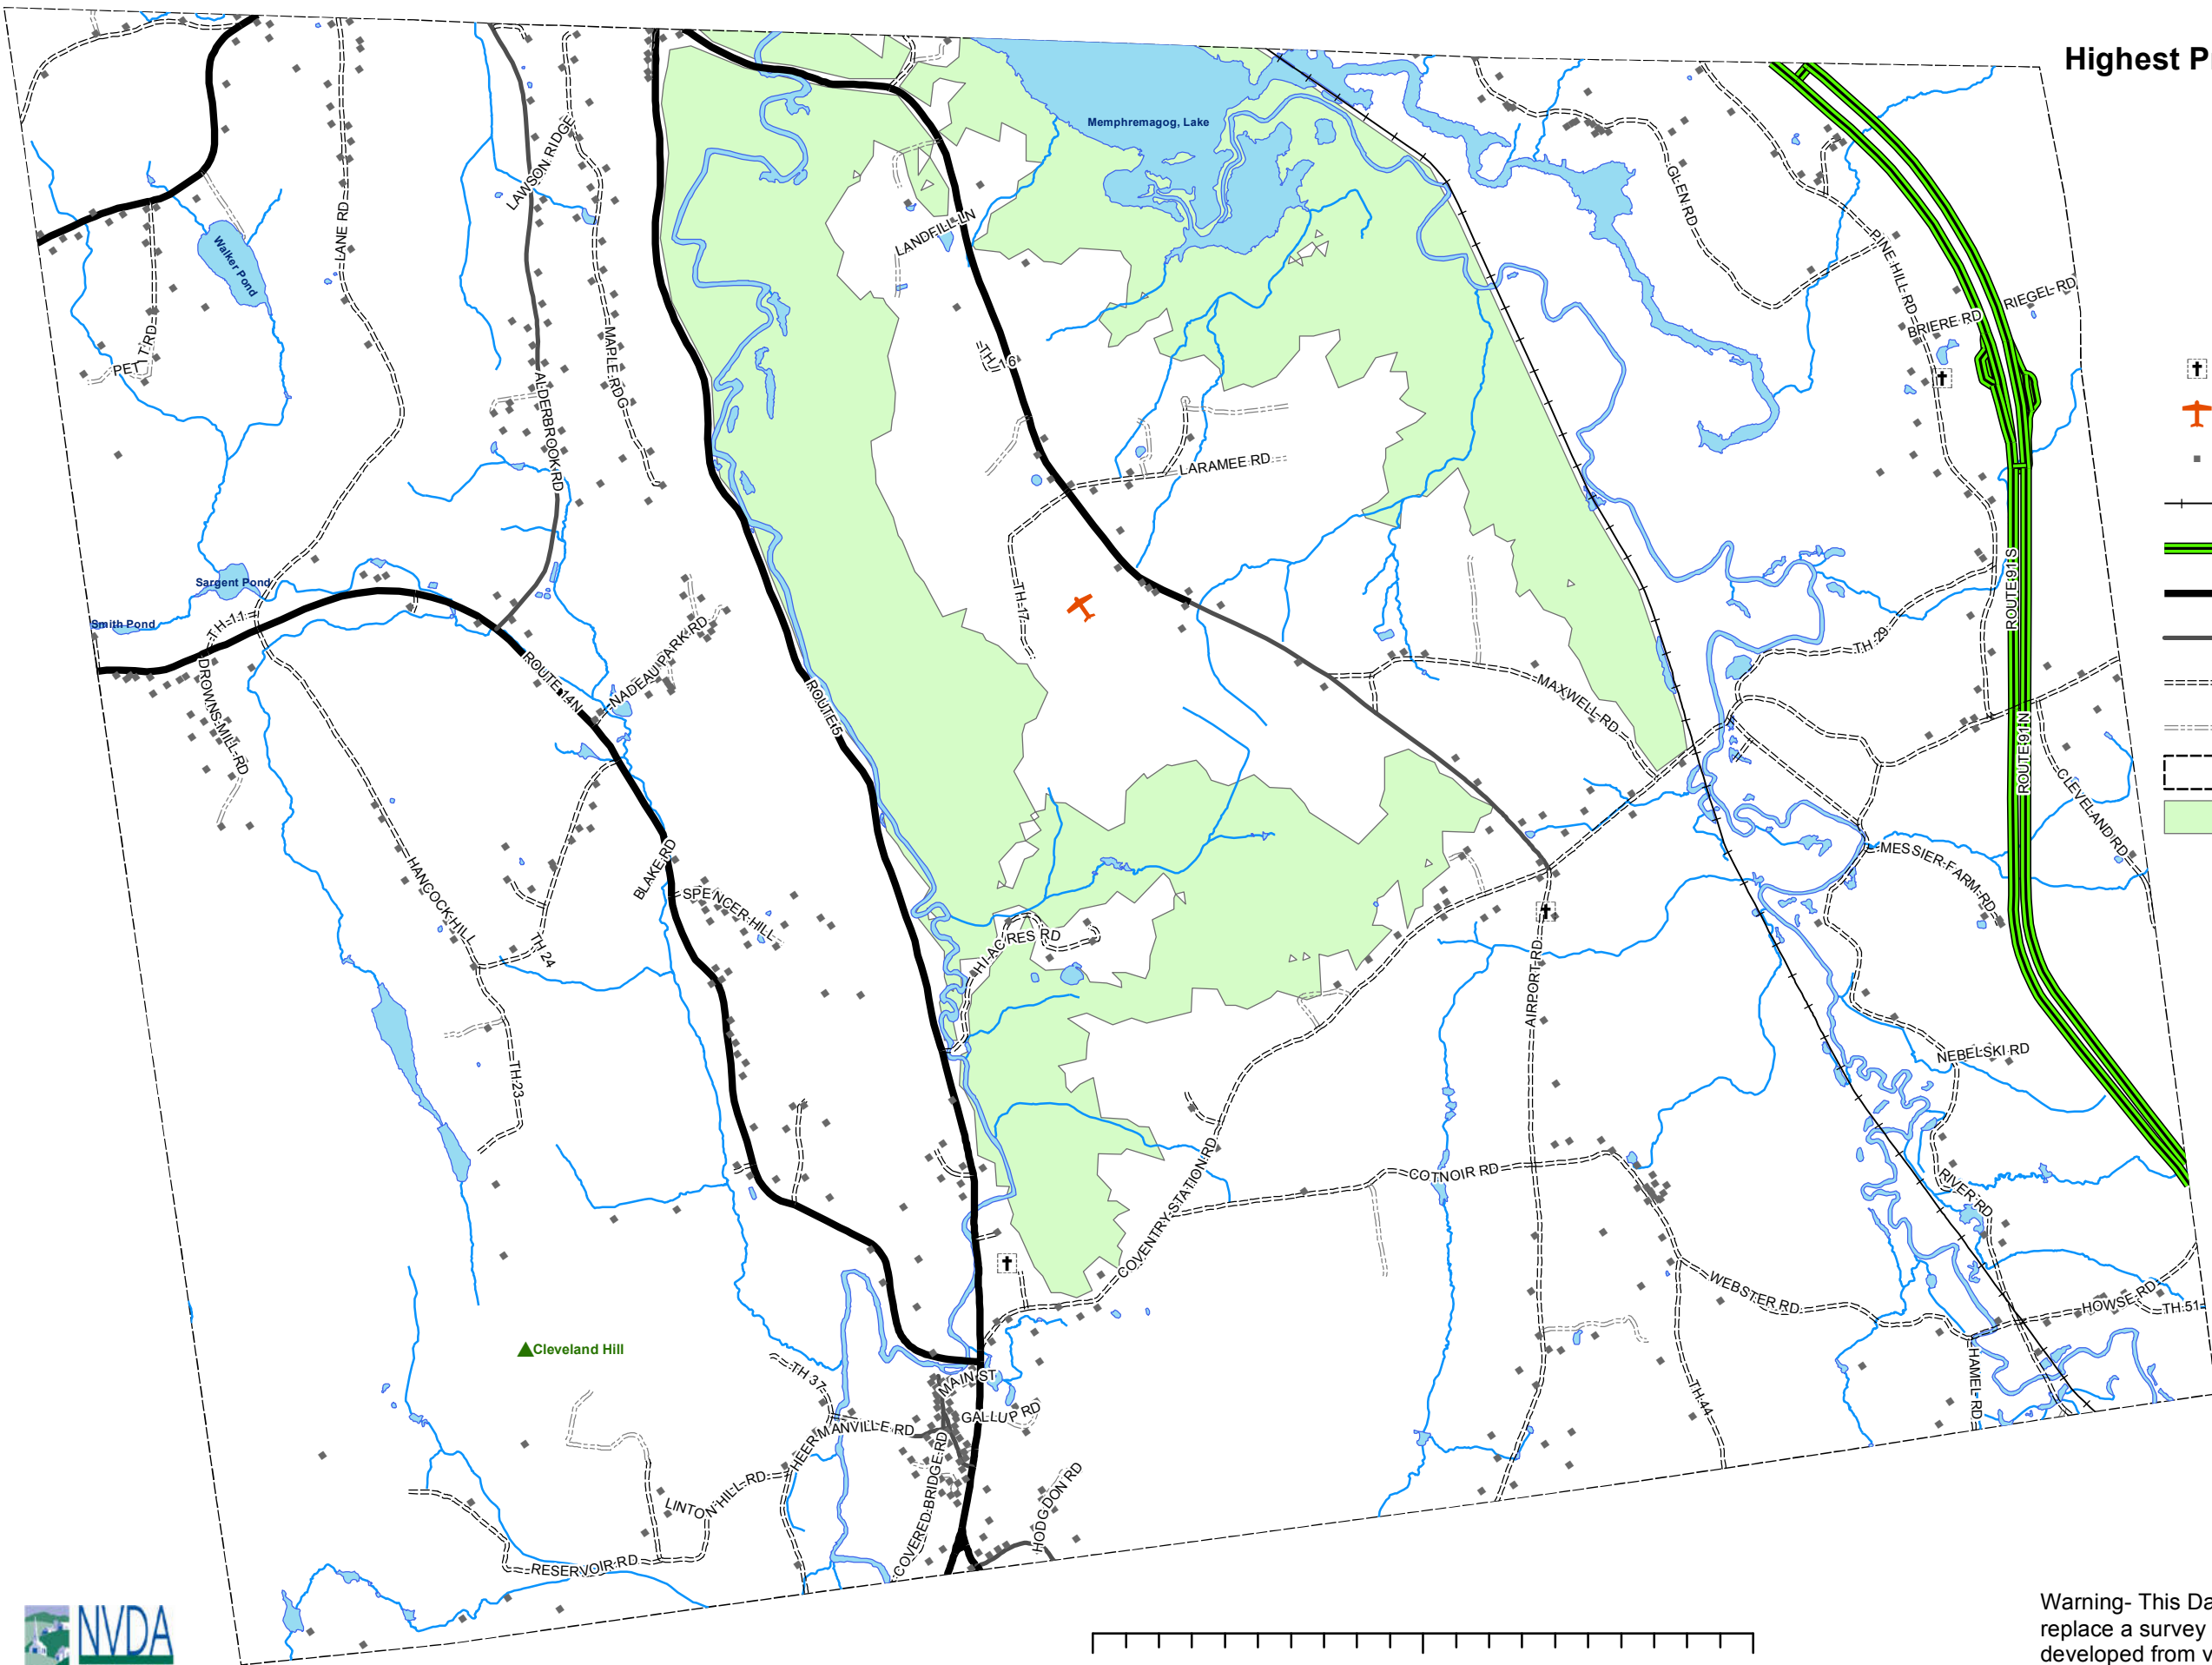 Highest P
Memphremagog, Lake
LAWSON RIDGE
GLEN RD
LANE RD
LANDFILL LN
PINE HILL RD
Walker Pond
RIEGEL RD
BRIERE RD
PETIT RD
TH 16
MAPLE RDG
ALDERBROOK RD
LARAMEE RD
Sargent Pond
ROUTE 91 S
TH 17
Smith Pond
TH 11
NADEAU PARK RD
TH 29
DROWNS MILL RD
ROUTE 14 N
ROUTE 5
MAXWELL RD
ROUTE 91 N
CLEVELAND RD
BLAKE RD
MESSIER FARM RD
HANCOCK HILL
SPENCER HILL
HI-ACRES RD
TH 24
AIRPORT RD
NEBELSKI RD
TH 23
COTNOIR RD
RIVER RD
COVENTRY STATION RD
WEBSTER RD
HOWSE RD
TH 51
Cleveland Hill
TH 37
MAIN ST
HAMEL RD
TH 44
GALLUP RD
MANVILLE RD
HEER
LINTON HILL RD
COVERED BRIDGE RD
HODGDON RD
RESERVOIR RD
NVDA
Warning- This Da
replace a survey
developed from v